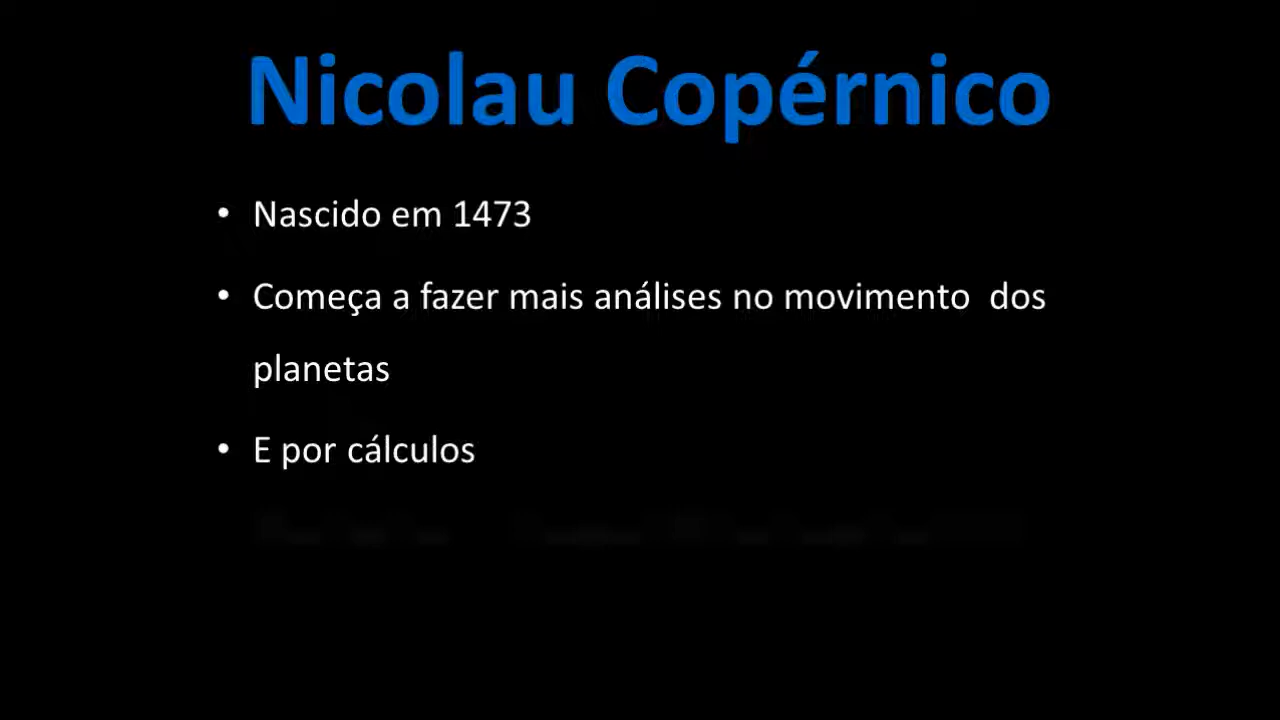 Nicolau Copérnico
• Nascido em 1473
• Começa a fazer mais análises no movimento  dos
planetas
• E por cálculos